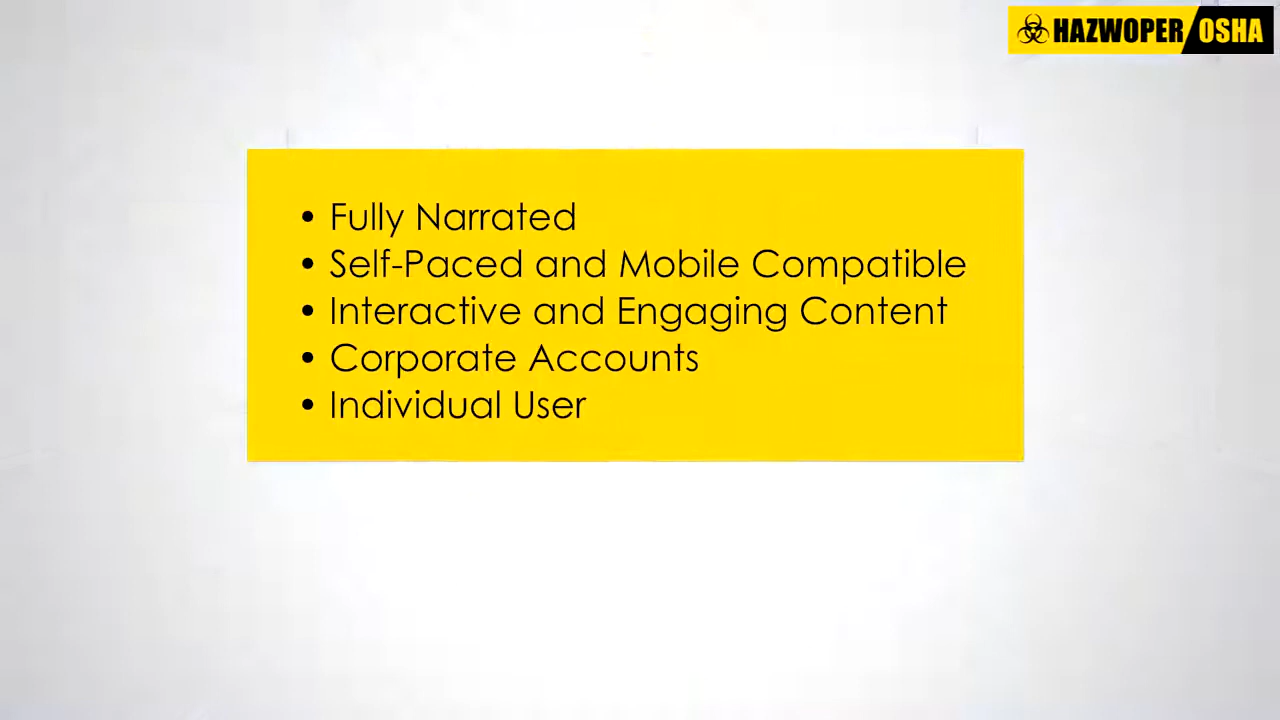 HAZWOPER OSHA
• Fully Narrated
• Self-Paced and Mobile Compatible
• Interactive and Engaging Content
• Corporate Accounts
• Individual User